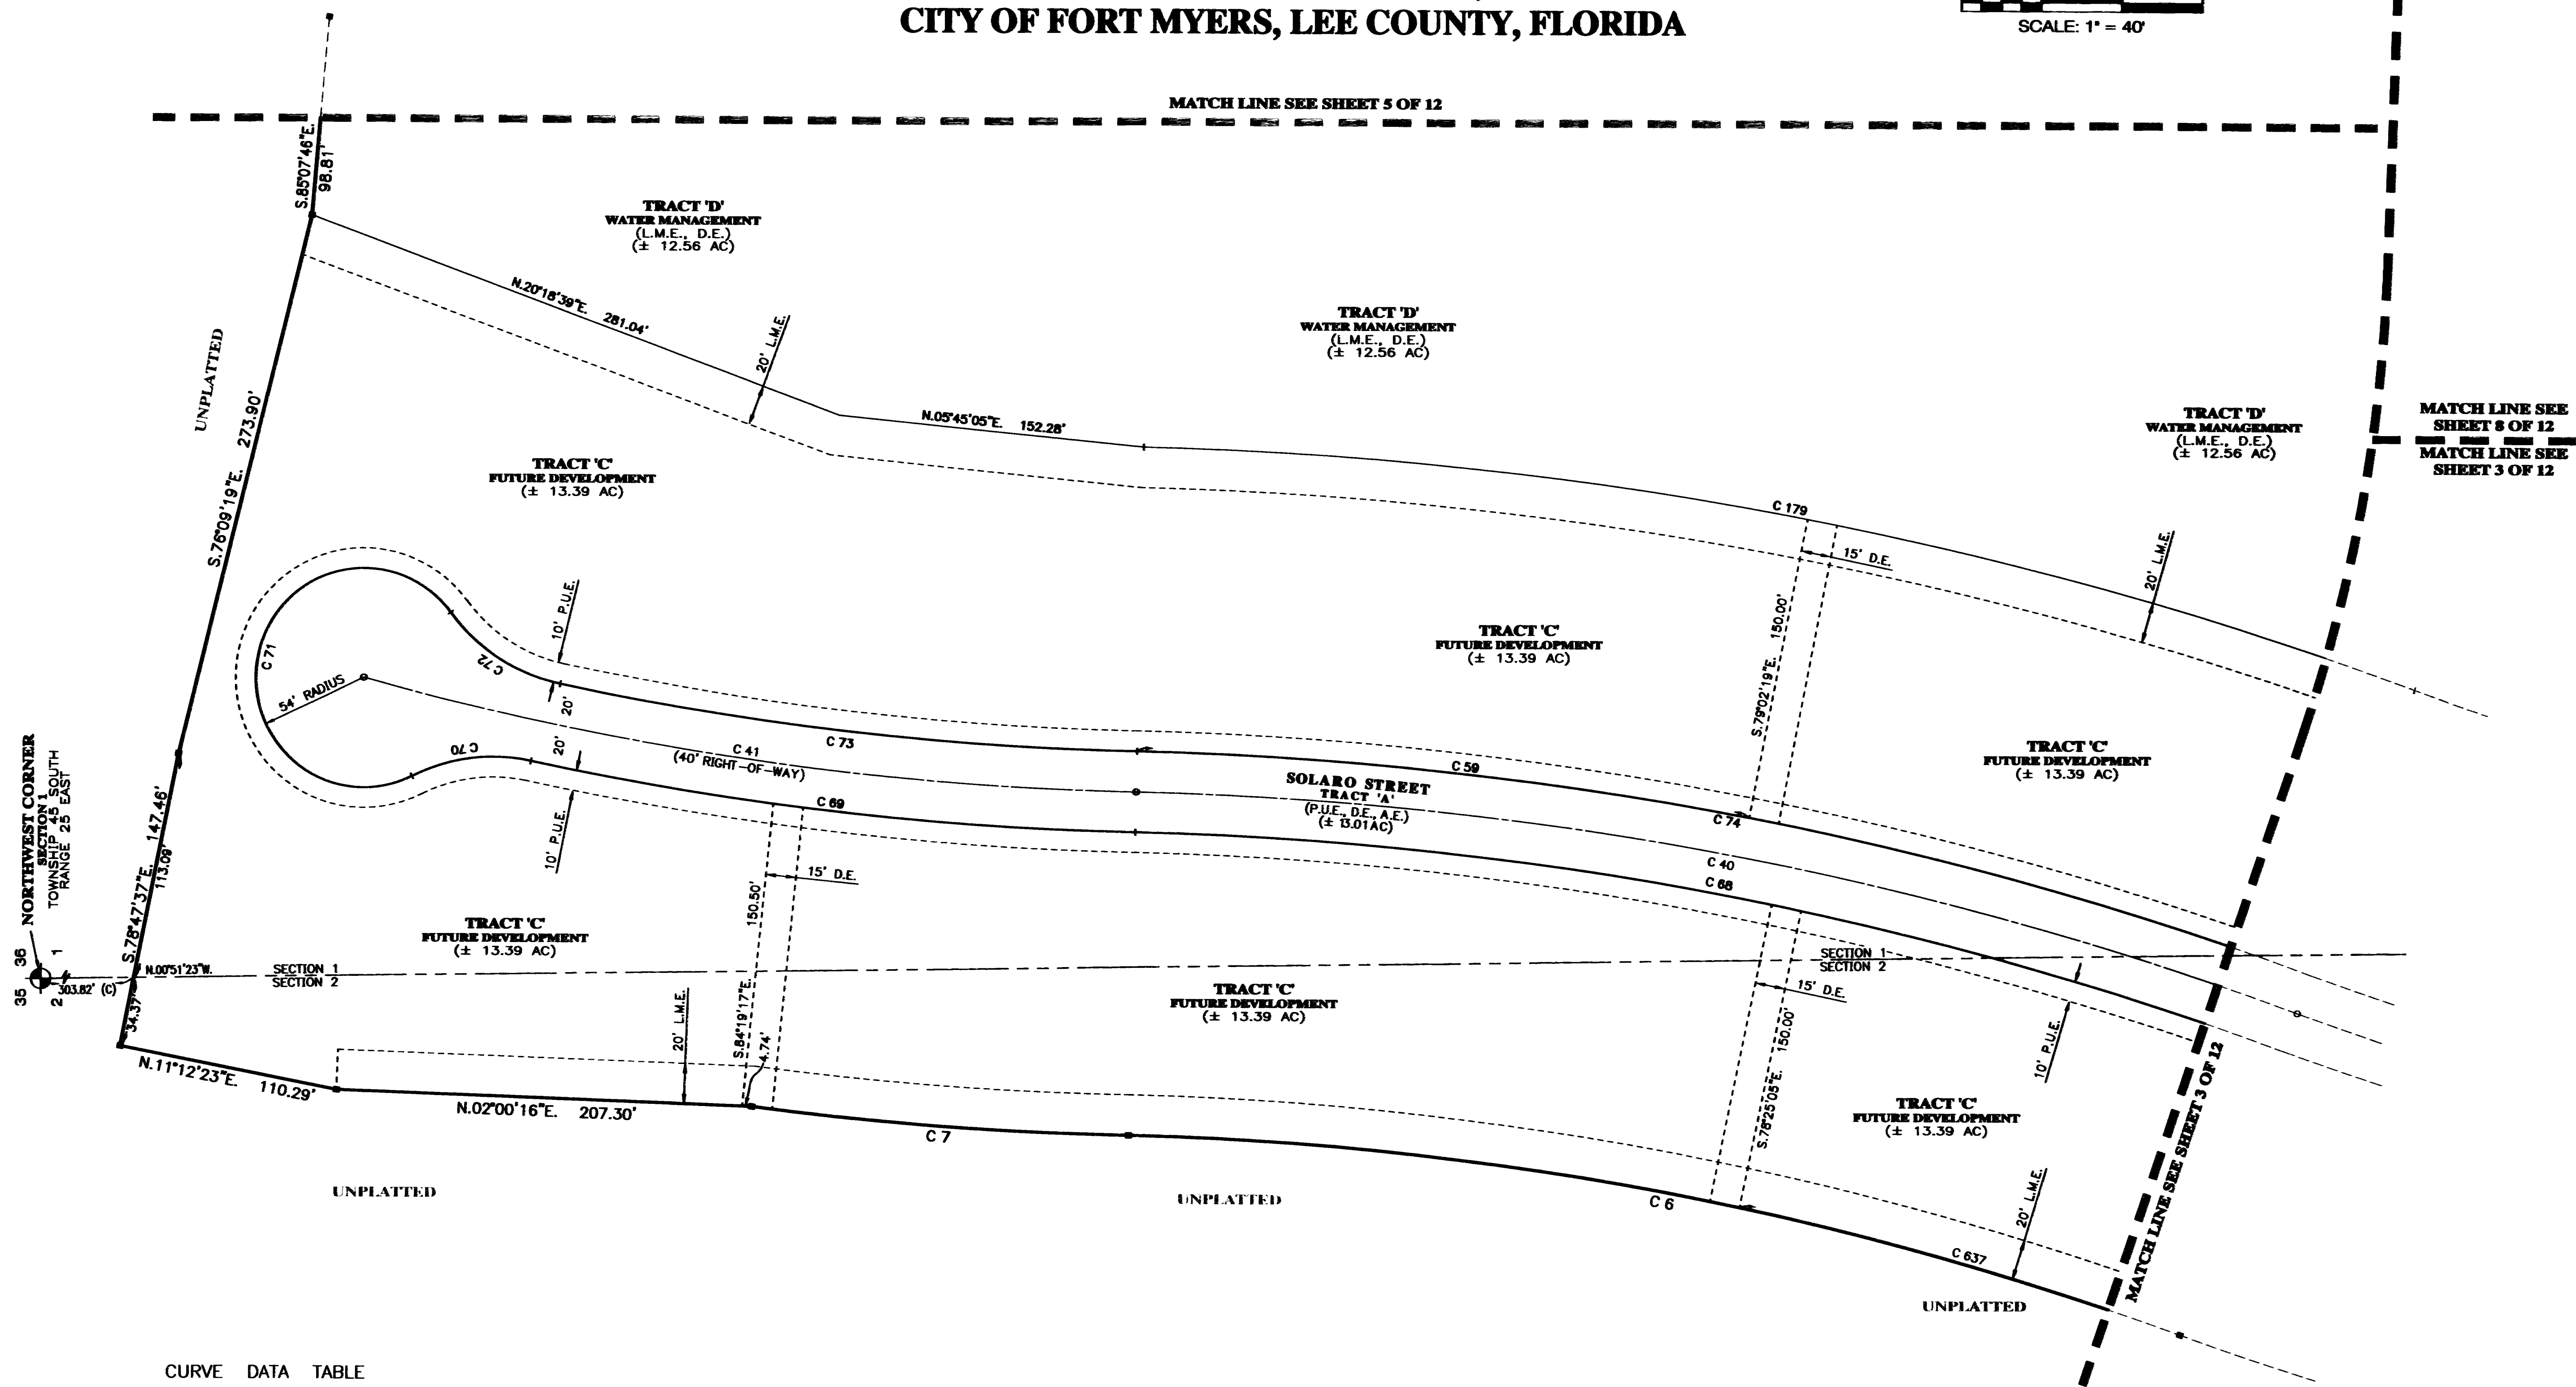 CITY OF FORT MYERS, LEE COUNTY, FLORIDA
SCALE: 1" = 40'
MATCH LINE SEE SHEET 5 OF 12
S.85°07'46"E.
98.81'
TRACT 'D'
WATER MANAGEMENT
(L.M.E., D.E.)
(± 12.56 AC)
N.20°18'39"E. 281.04'
20' L.M.E.
TRACT 'D'
WATER MANAGEMENT
(L.M.E., D.E.)
(± 12.56 AC)
UNPLATTED
S.76°09'19"E. 273.90'
N.05°45'05"E. 152.28'
TRACT 'D'
WATER MANAGEMENT
(L.M.E., D.E.)
(± 12.56 AC)
MATCH LINE SEE
SHEET 8 OF 12
MATCH LINE SEE
SHEET 3 OF 12
TRACT 'C'
FUTURE DEVELOPMENT
(± 13.39 AC)
C 179
15' D.E.
20' L.M.E.
10' P.U.E.
S.79°02'19"E. 150.00'
TRACT 'C'
FUTURE DEVELOPMENT
(± 13.39 AC)
C 71
C 72
54' RADIUS
20'
C 70
20'
C 41
(40' RIGHT-OF-WAY)
C 73
C 59
TRACT 'C'
FUTURE DEVELOPMENT
(± 13.39 AC)
SOLARO STREET
TRACT 'A'
(P.U.E., D.E., A.E.)
(± 13.01 AC)
C 69
C 74
C 40
C 68
10' P.U.E.
15' D.E.
150.50'
S.84°19'17"E.
4.74'
NORTHWEST CORNER
SECTION 1
TOWNSHIP 45 SOUTH
RANGE 25 EAST
36
1
35
2
S.78°47'37"E. 147.46'
113.09'
34.37'
N.00°51'23"W.
303.82' (C)
TRACT 'C'
FUTURE DEVELOPMENT
(± 13.39 AC)
SECTION 1
SECTION 2
SECTION 1
SECTION 2
TRACT 'C'
FUTURE DEVELOPMENT
(± 13.39 AC)
15' D.E.
S.78°25'05"E. 150.00'
10' P.U.E.
20' L.M.E.
N.11°12'23"E. 110.29'
N.02°00'16"E. 207.30'
C 7
TRACT 'C'
FUTURE DEVELOPMENT
(± 13.39 AC)
MATCH LINE SEE SHEET 3 OF 12
UNPLATTED
UNPLATTED
C 6
20' L.M.E.
C 637
UNPLATTED
CURVE DATA TABLE